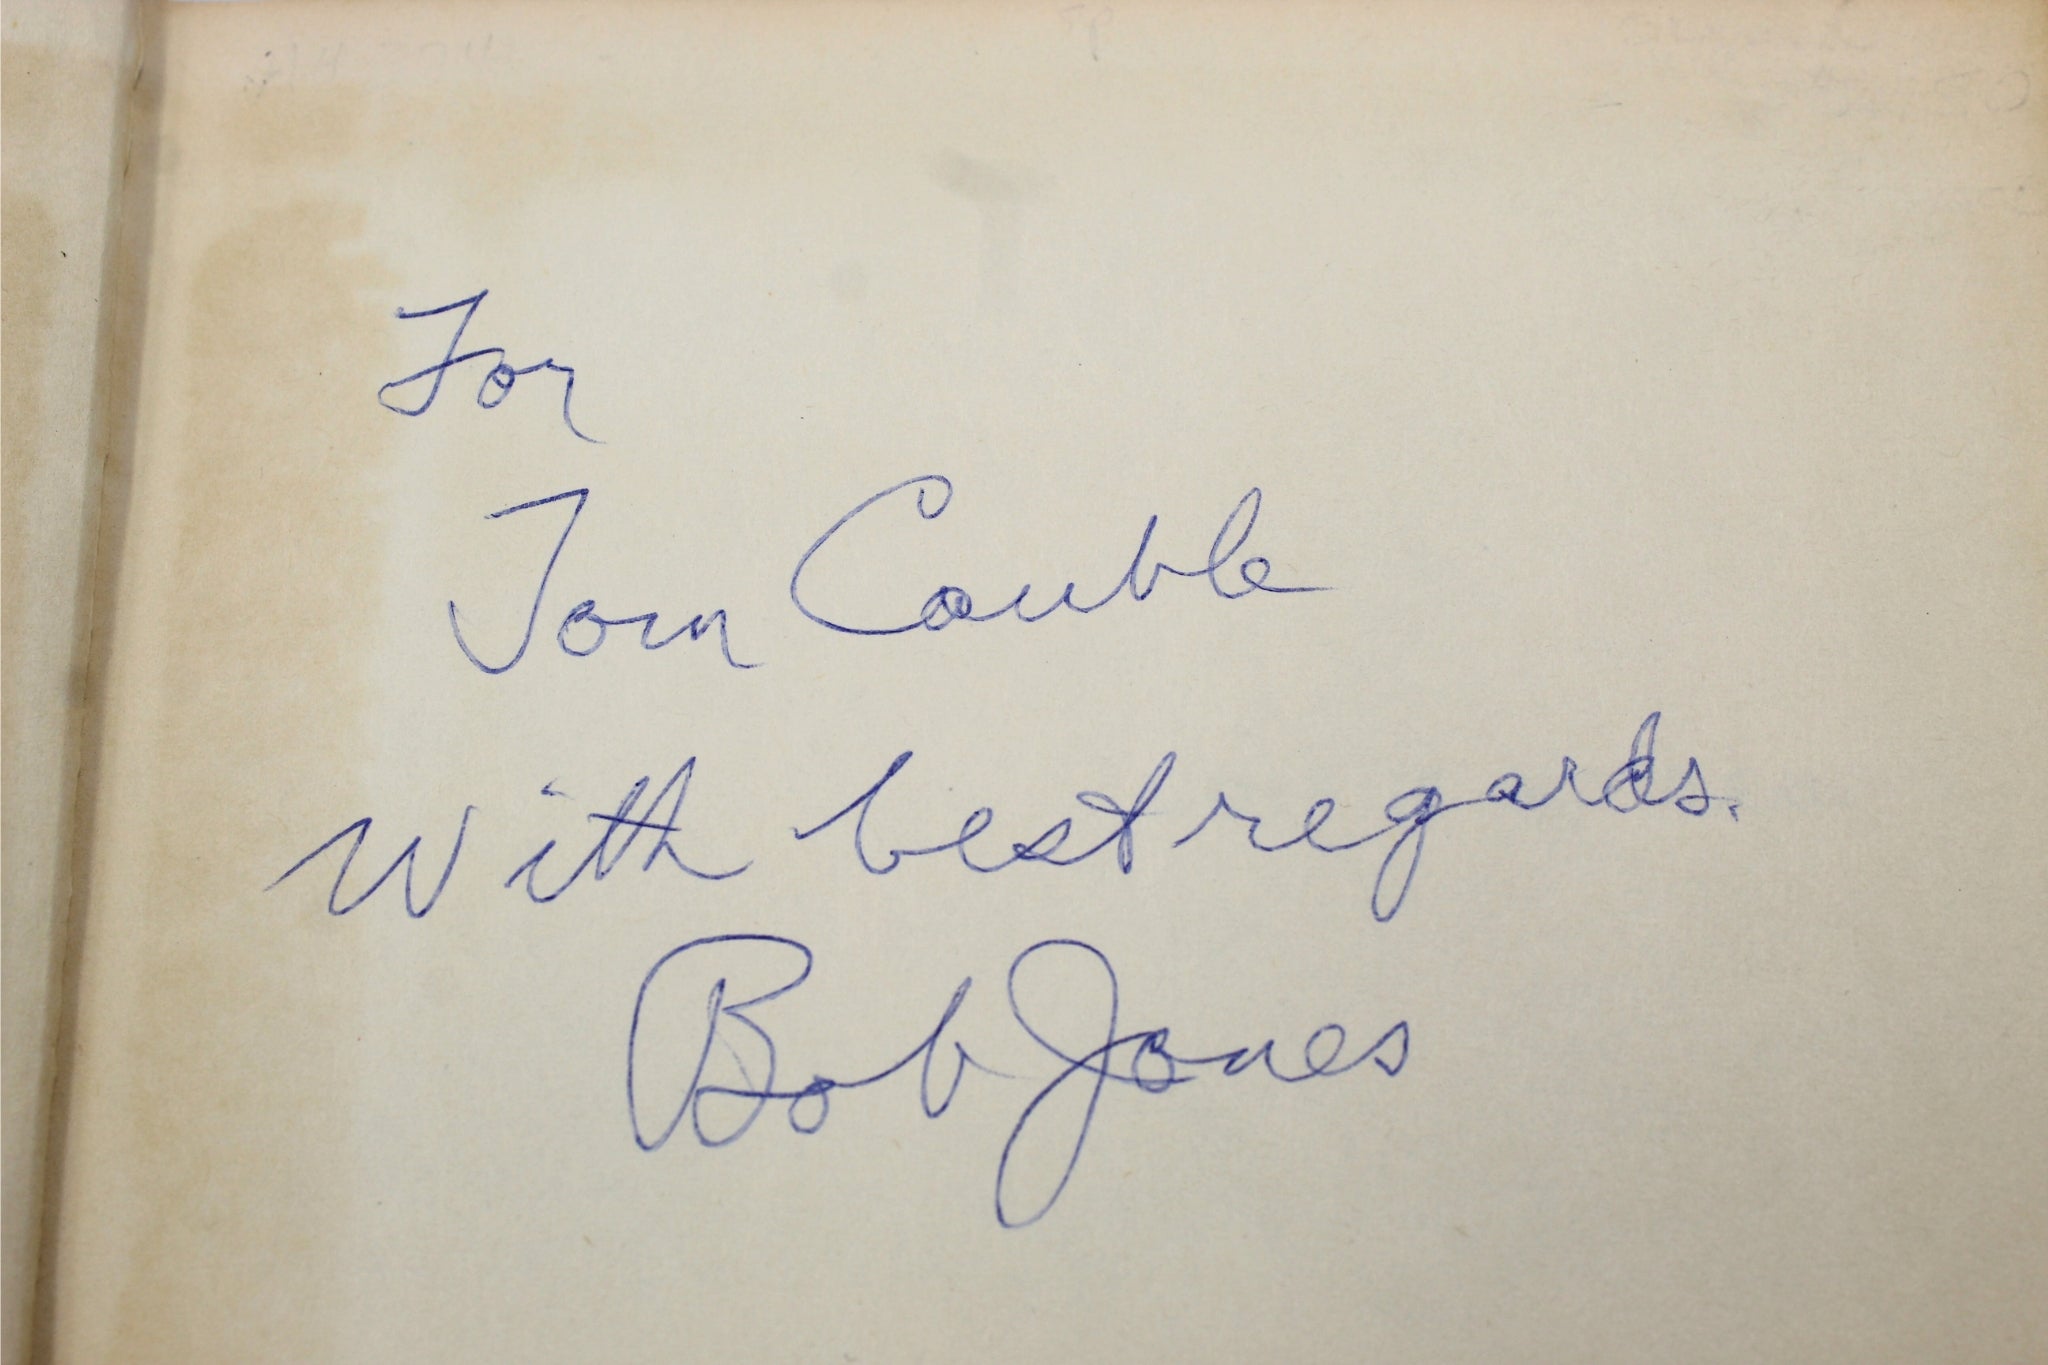 For
Tom Cauble
With best regards.
Bob Jones